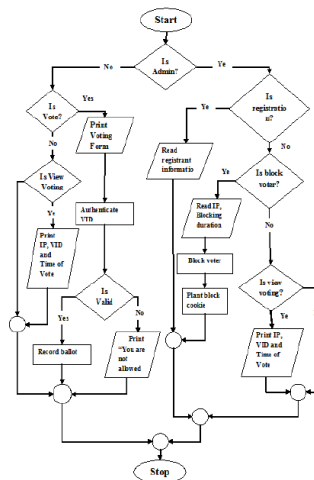 Start
Is
Admin?
No
Ye
Is
Vote?
Yes
No
Print
Voting
Form
Is
registratio
n?
Ye
No
Read
registrant
informatio
Is View
Voting
Ye
Is block
voter?
Ye
No
Read IP,
Blocking
duration
Authenticate
VID
Print
IP, VID
and
Time of
Vote
Block voter
Plant block
cookie
Is
Valid
Yes
No
Is view
voting?
Ye
Record ballot
Print
"You are
not
allowed
Print IP,
VID and
Time of
Vote
Stop